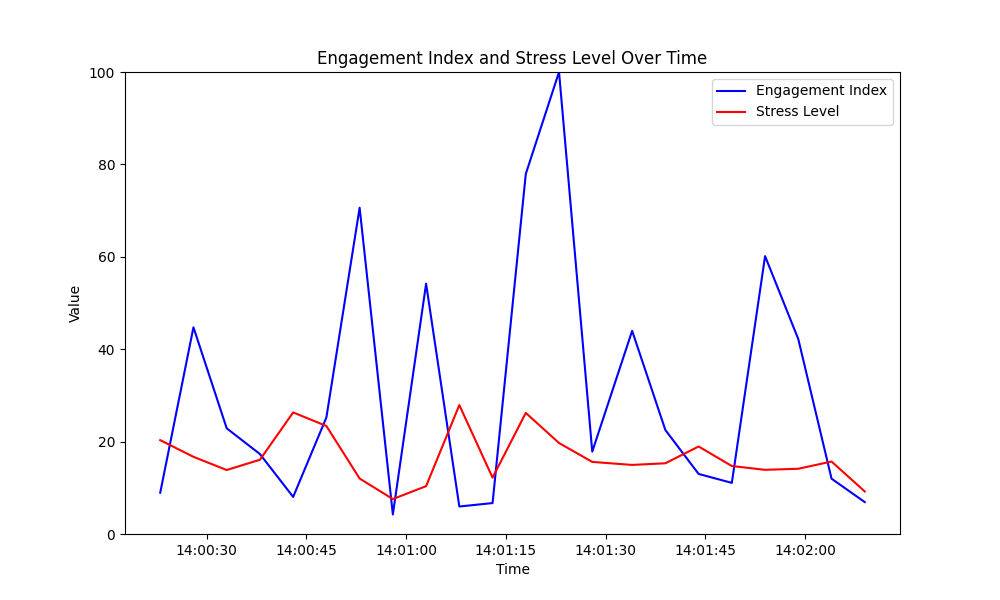 Engagement Index and Stress Level Over Time
Engagement Index
Stress Level
100
80
60
40
20
0
Value
14:00:30
14:00:45
14:01:00
14:01:15
14:01:30
14:01:45
14:02:00
Time